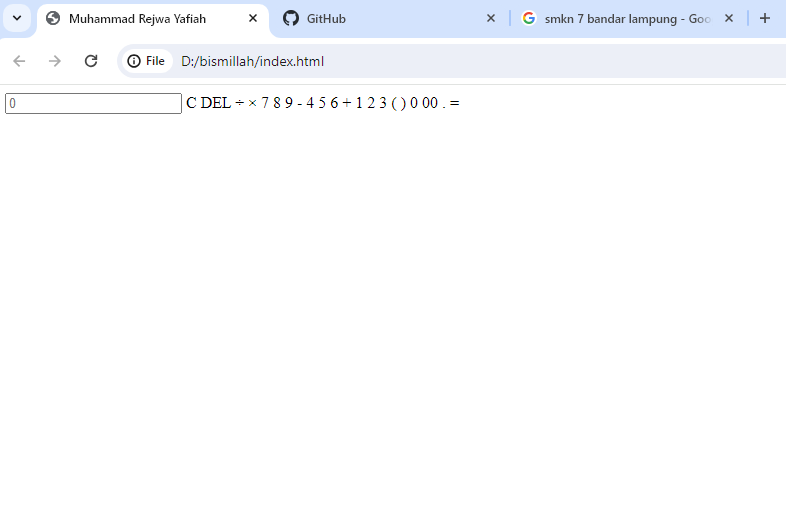 Muhammad Rejwa Yafiah
GitHub
smkn 7 bandar lampung - Goo
File
D:/bismillah/index.html
0 C DEL ÷ × 7 8 9 - 4 5 6 + 1 2 3 ( ) 0 00 . =